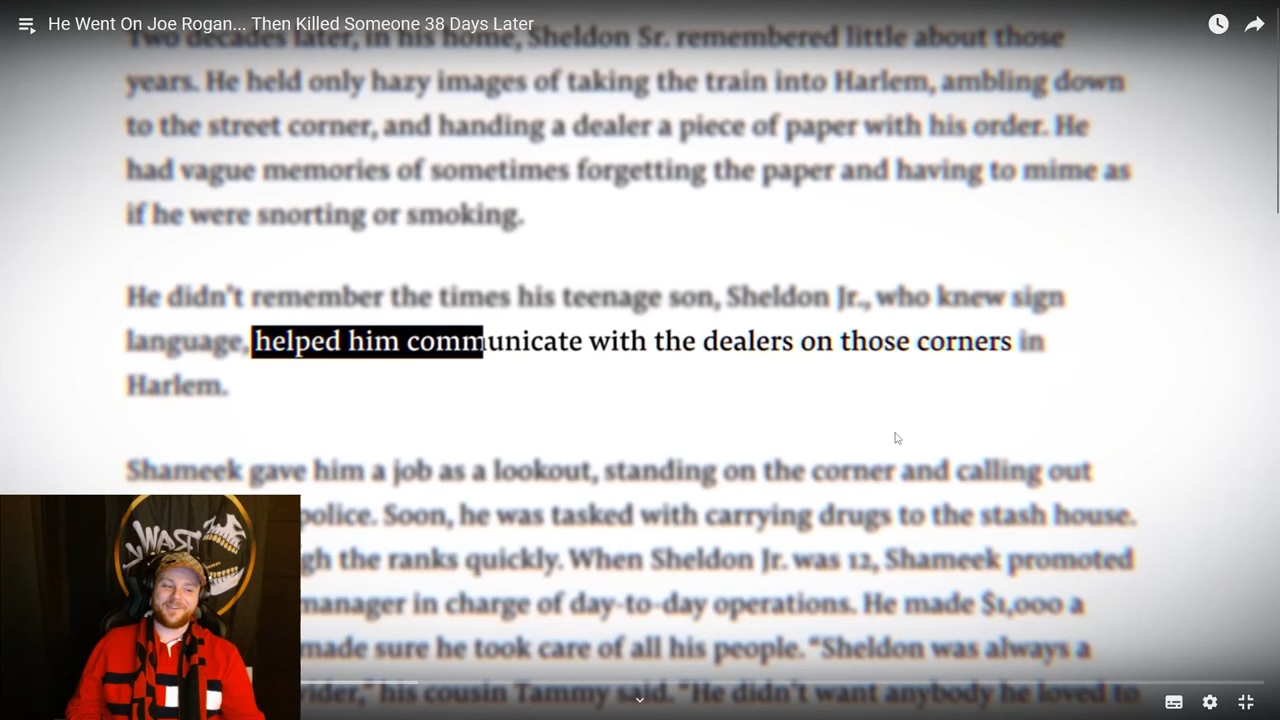 He Went On Joe Rogan... Then Killed Someone 38 Days Later
Two decades later, in his home, Sheldon Sr. remembered little about those
years. He held only hazy images of taking the train into Harlem, ambling down
to the street corner, and handing a dealer a piece of paper with his order. He
had vague memories of sometimes forgetting the paper and having to mime as
if he were snorting or smoking.
He didn’t remember the times his teenage son, Sheldon Jr., who knew sign
language, helped him communicate with the dealers on those corners in
Harlem.
Shameek gave him a job as a lookout, standing on the corner and calling out
police. Soon, he was tasked with carrying drugs to the stash house.
gh the ranks quickly. When Sheldon Jr. was 12, Shameek promoted
manager in charge of day-to-day operations. He made $1,000 a
made sure he took care of all his people. “Sheldon was always a
rider,” his cousin Tammy said. “He didn’t want anybody he loved to
WAST